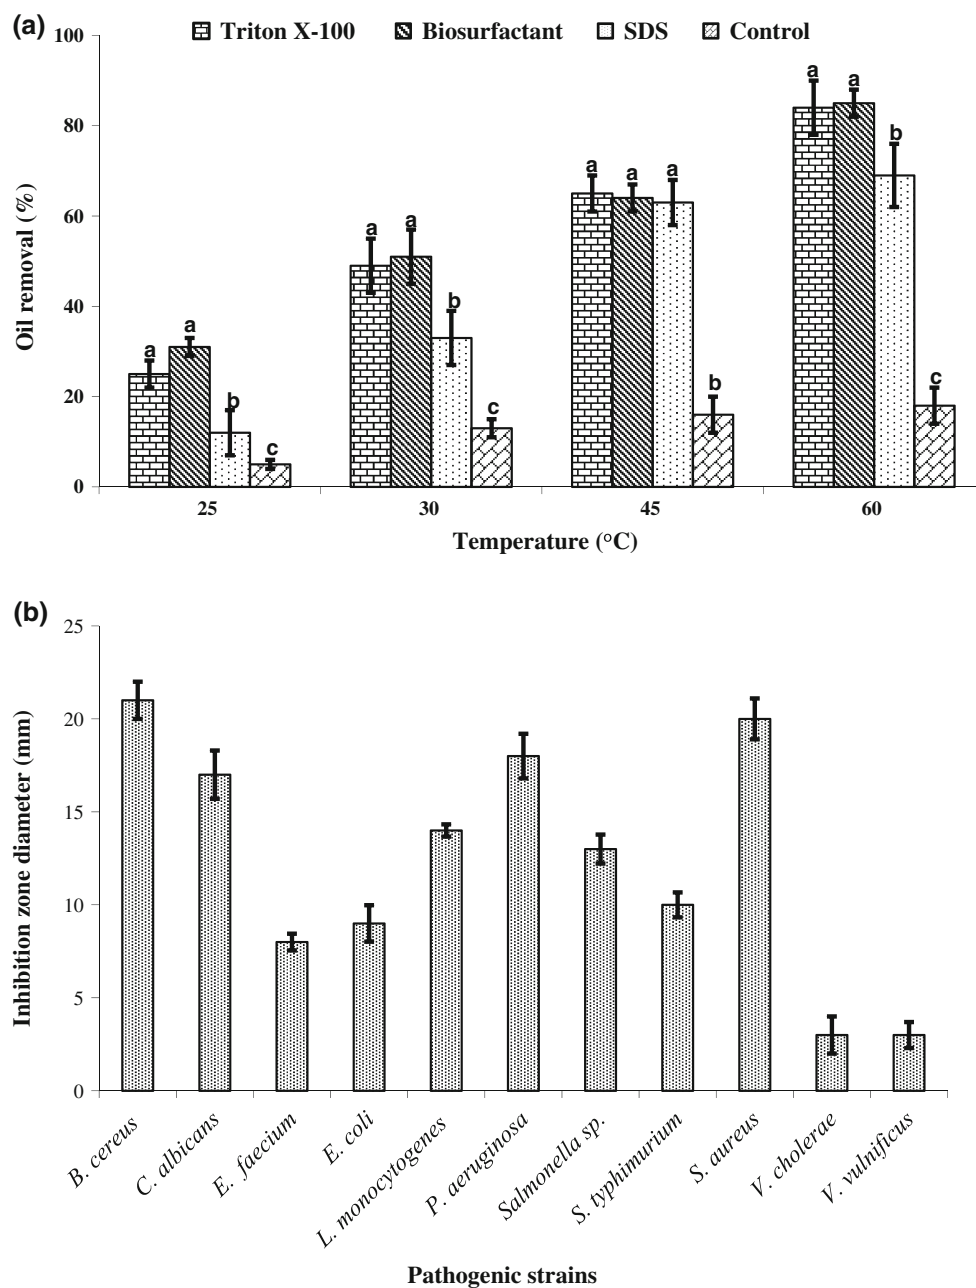 (a)
Triton X-100 Biosurfactant SDS Control
100
80
60
40
20
0
Oil removal (%)
a a b c
a a b c
a a a b
a a b c
25 30 45 60
Temperature (°C)
(b)
25
20
15
10
5
0
Inhibition zone diameter (mm)
B. cereus
C. albicans
E. faecium
E. coli
L. monocytogenes
P. aeruginosa
Salmonella sp.
S. typhimurium
S. aureus
V. cholerae
V. vulnificus
Pathogenic strains